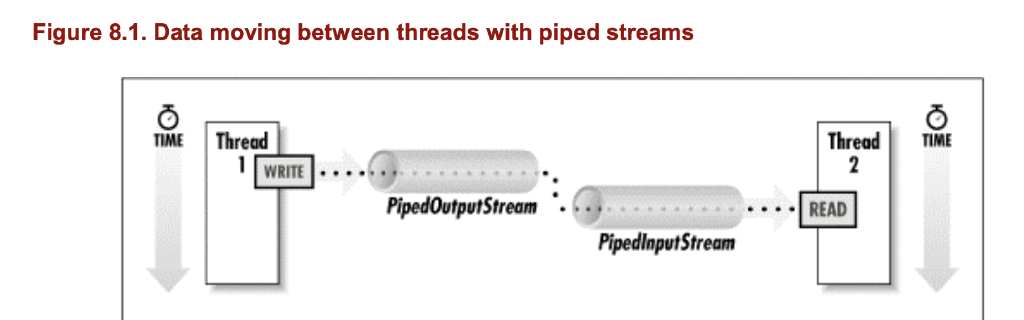 Figure 8.1. Data moving between threads with piped streams
TIME
Thread
1
WRITE
PipedOutputStream
PipedInputStream
Thread
2
READ
TIME